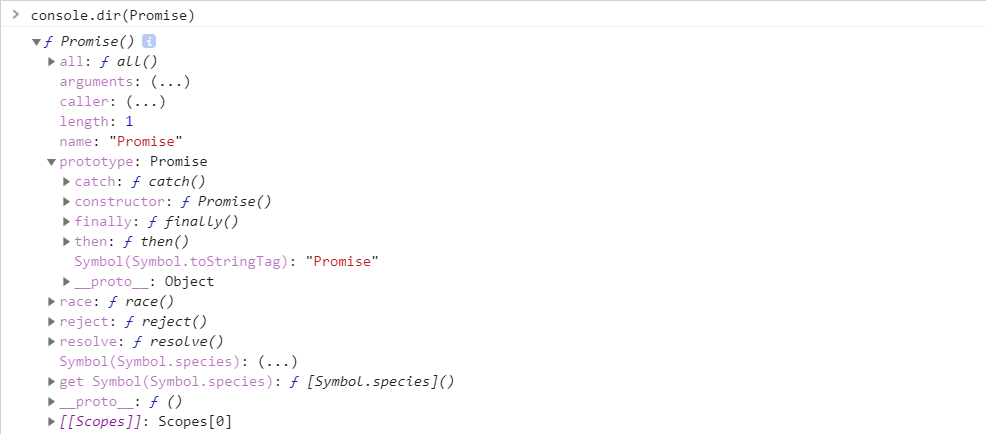 > console.dir(Promise)
▼ƒ Promise() i
▶all: ƒ all()
arguments: (...)
caller: (...)
length: 1
name: "Promise"
▼prototype: Promise
▶catch: ƒ catch()
▶constructor: ƒ Promise()
▶finally: ƒ finally()
▶then: ƒ then()
Symbol(Symbol.toStringTag): "Promise"
▶__proto__: Object
▶race: ƒ race()
▶reject: ƒ reject()
▶resolve: ƒ resolve()
Symbol(Symbol.species): (...)
▶get Symbol(Symbol.species): ƒ [Symbol.species]()
▶__proto__: ƒ ()
▶[[Scopes]]: Scopes[0]